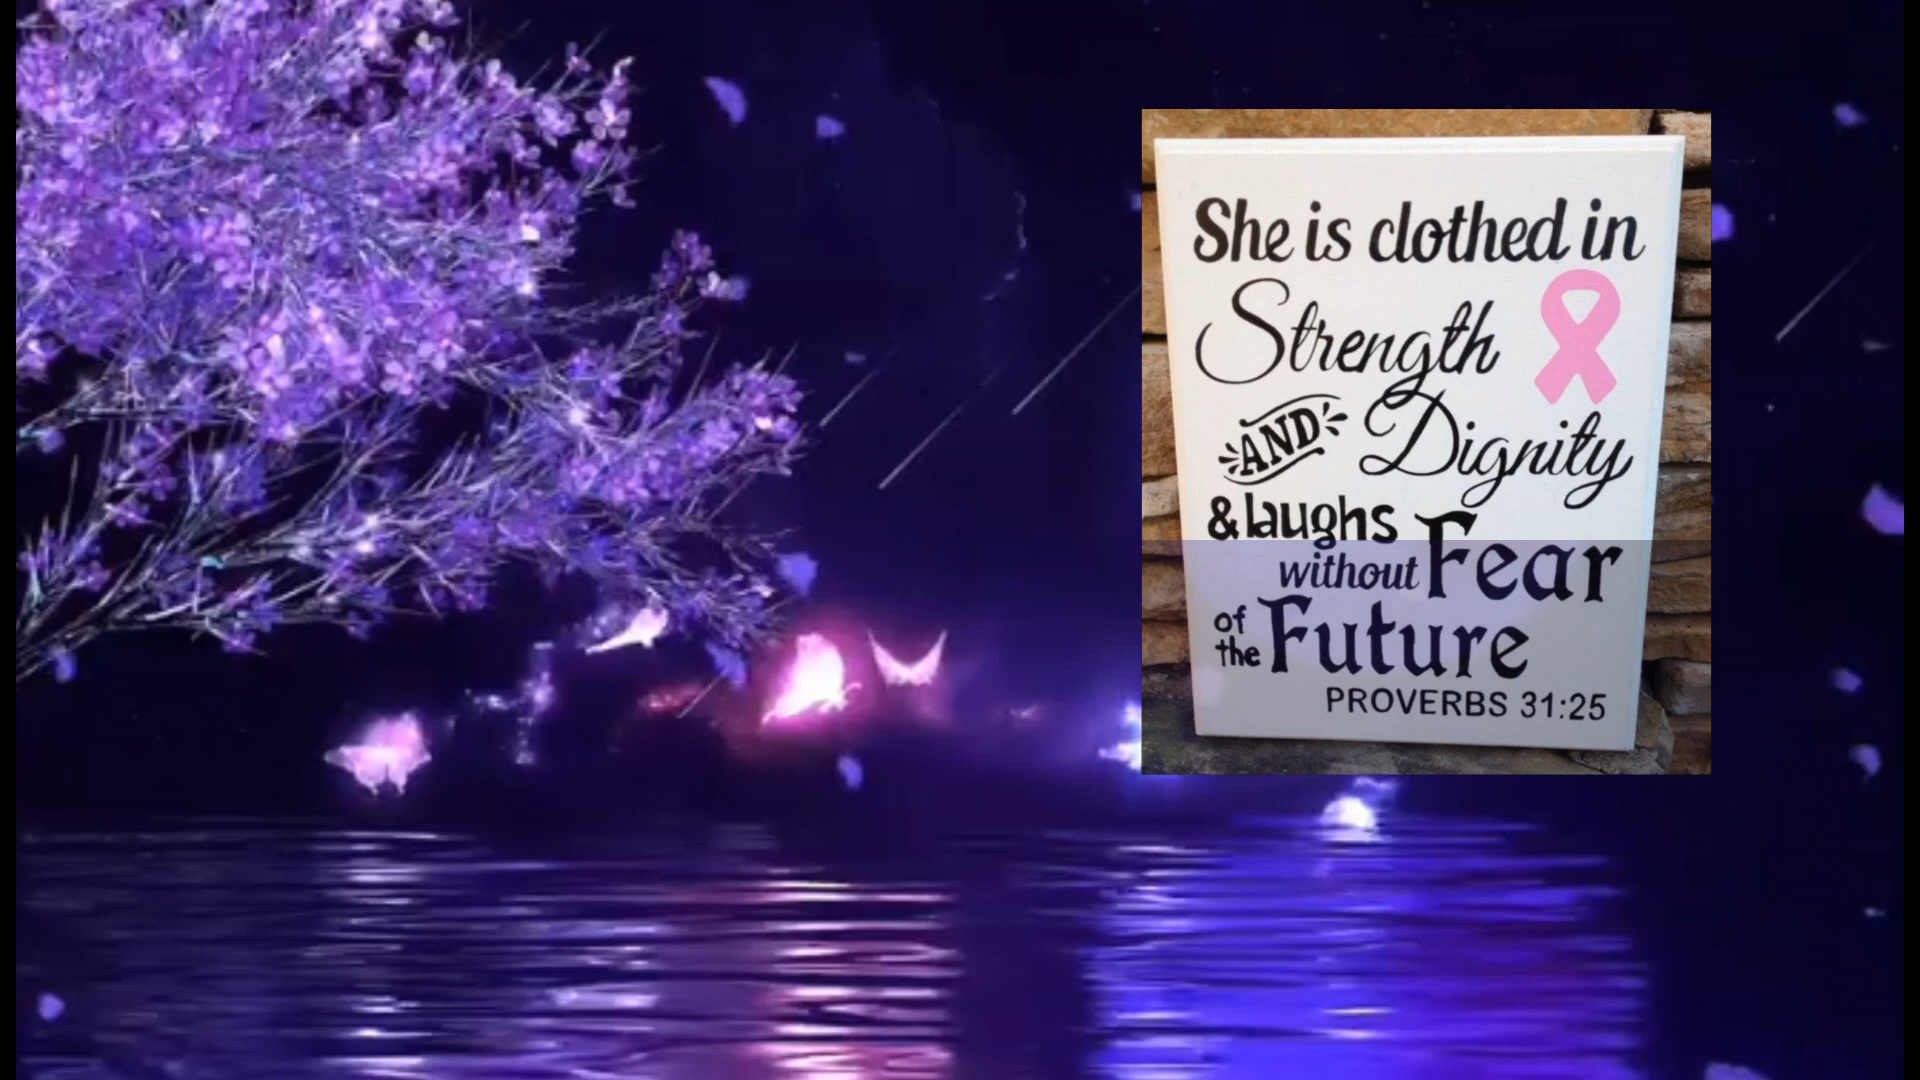 She is clothed in
Strength
AND Dignity
& laughs
without Fear
of the Future
PROVERBS 31:25